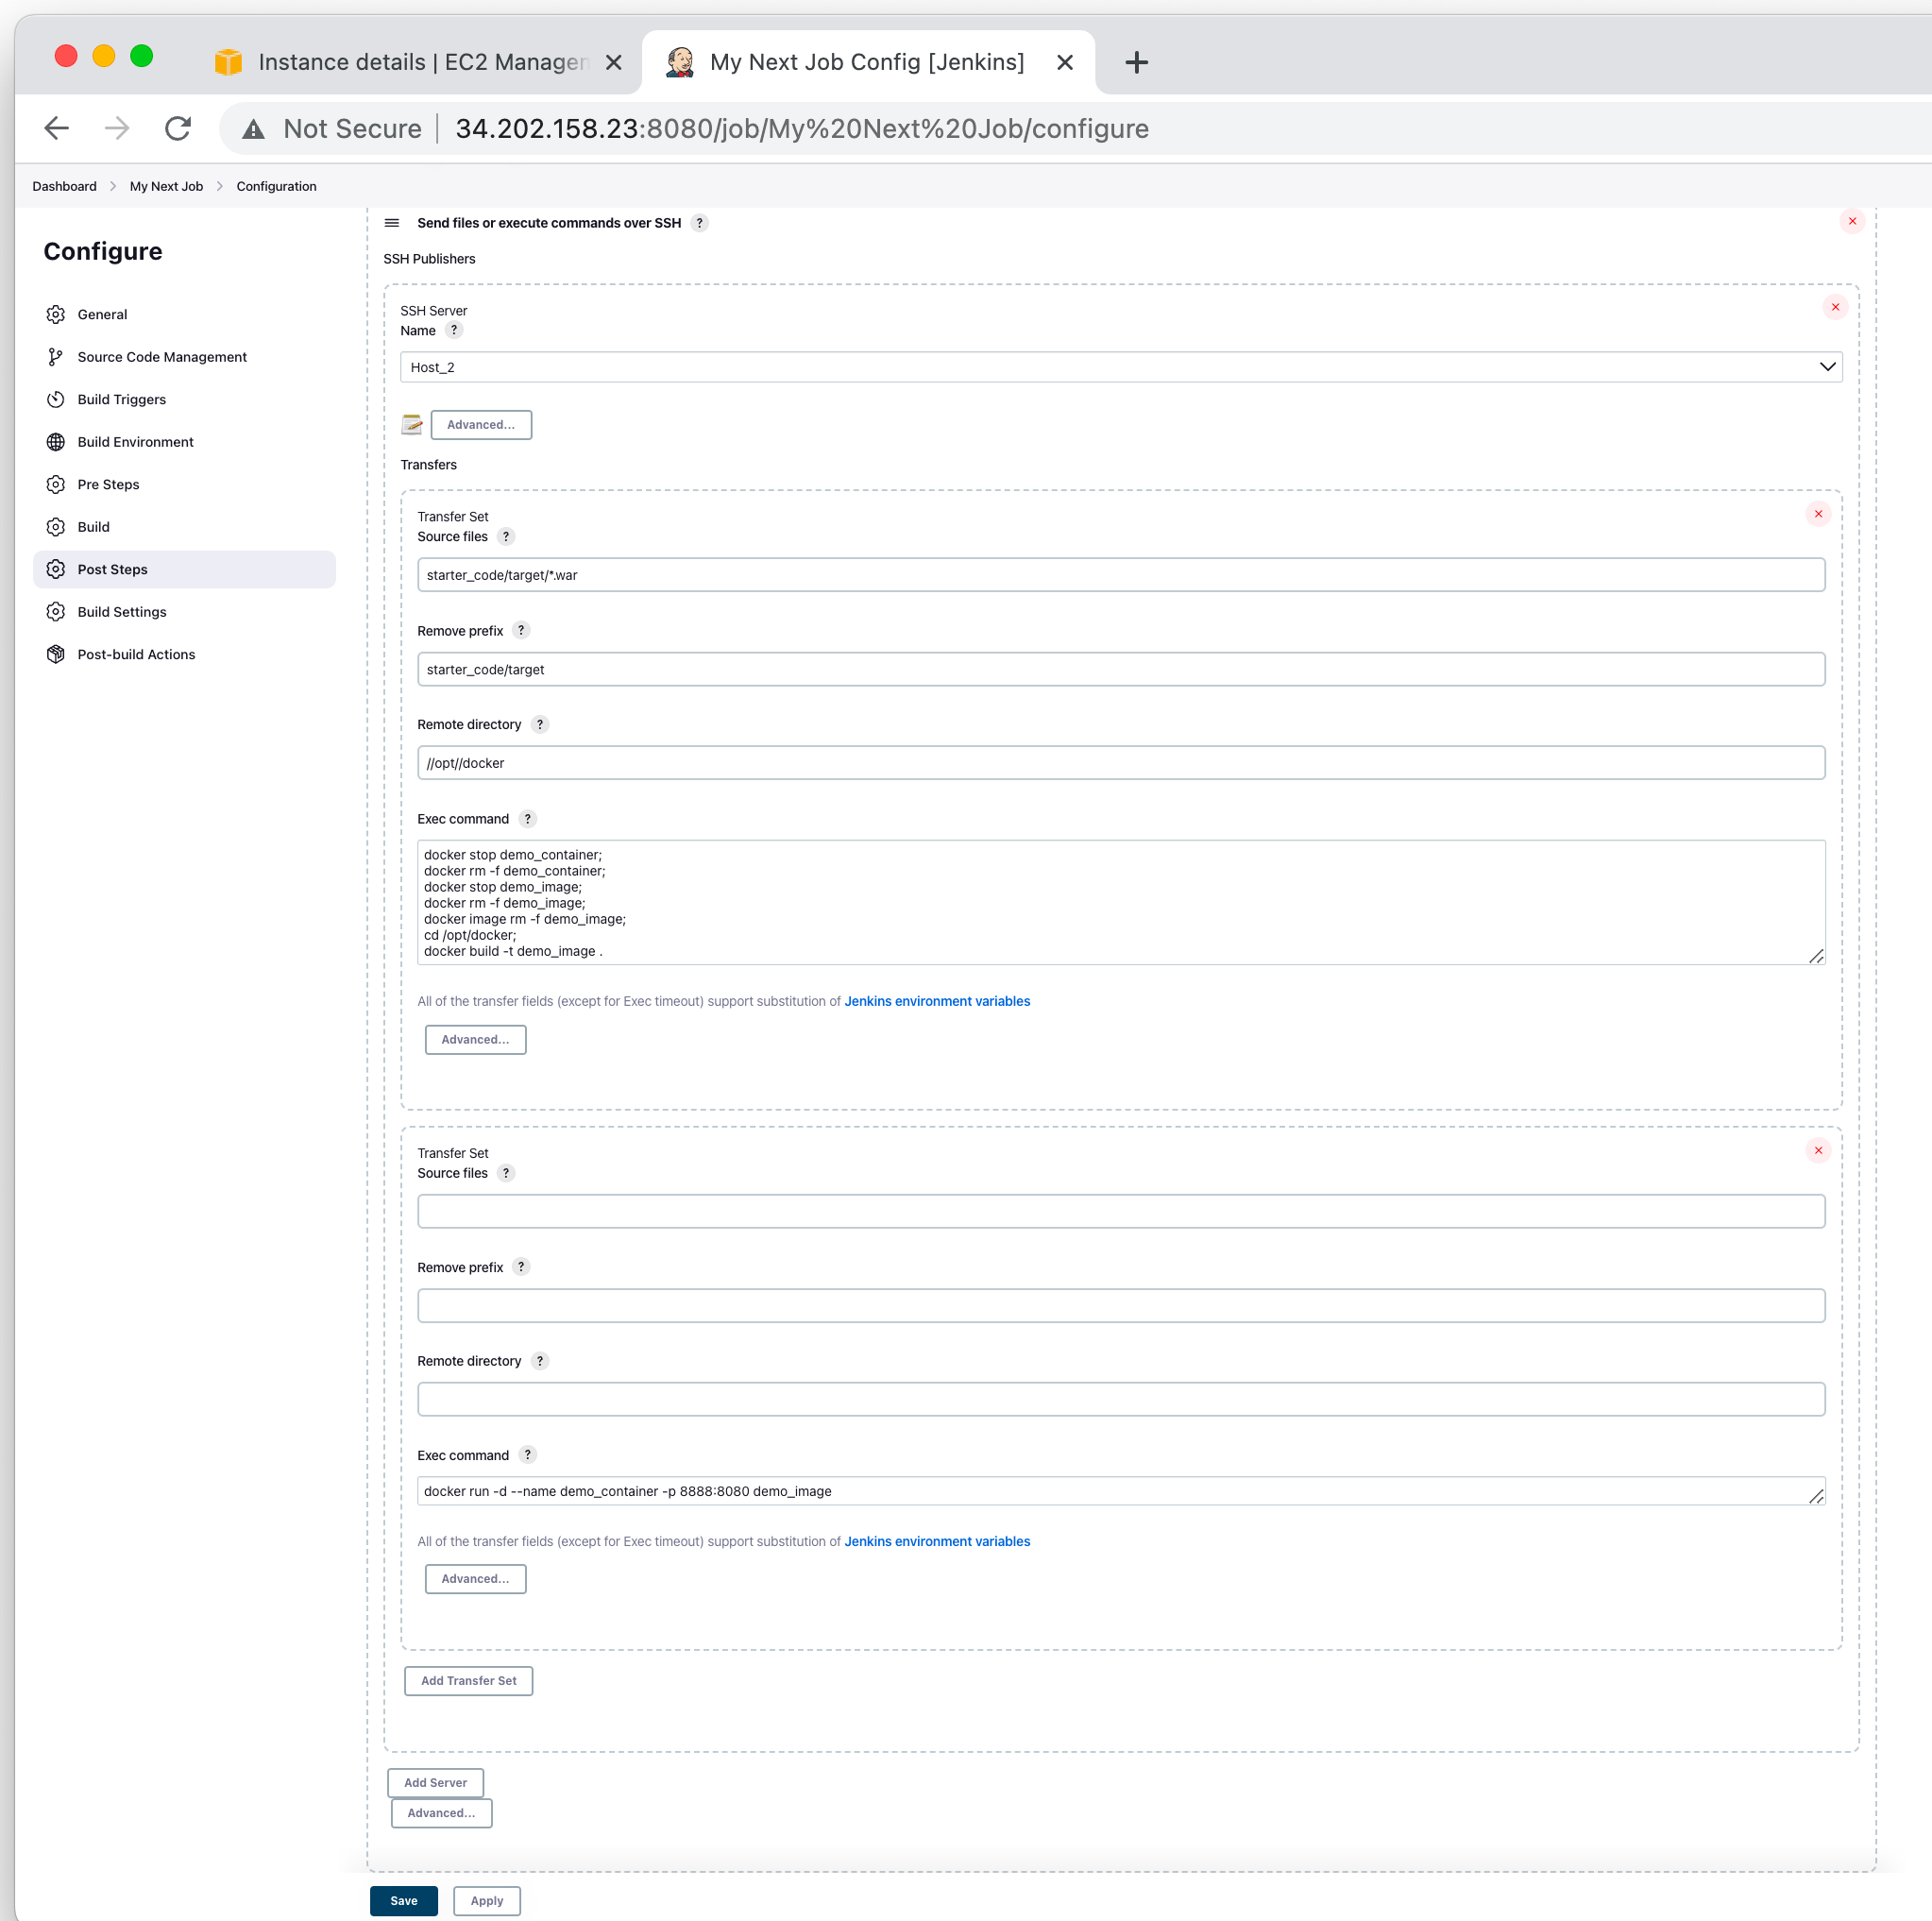 Instance details | EC2 Managen
My Next Job Config [Jenkins]
Not Secure
34.202.158.23:8080/job/My%20Next%20Job/configure
Dashboard
My Next Job
Configuration
Configure
General
Source Code Management
Build Triggers
Build Environment
Pre Steps
Build
Post Steps
Build Settings
Post-build Actions
Send files or execute commands over SSH ?
SSH Publishers
SSH Server
Name ?
Host_2
Advanced...
Transfers
Transfer Set
Source files ?
starter_code/target/*.war
Remove prefix ?
starter_code/target
Remote directory ?
//opt//docker
Exec command ?
docker stop demo_container;
docker rm -f demo_container;
docker stop demo_image;
docker rm -f demo_image;
docker image rm -f demo_image;
cd /opt/docker;
docker build -t demo_image .
All of the transfer fields (except for Exec timeout) support substitution of Jenkins environment variables
Advanced...
Transfer Set
Source files ?
Remove prefix ?
Remote directory ?
Exec command ?
docker run -d --name demo_container -p 8888:8080 demo_image
All of the transfer fields (except for Exec timeout) support substitution of Jenkins environment variables
Advanced...
Add Transfer Set
Add Server
Advanced...
Save
Apply